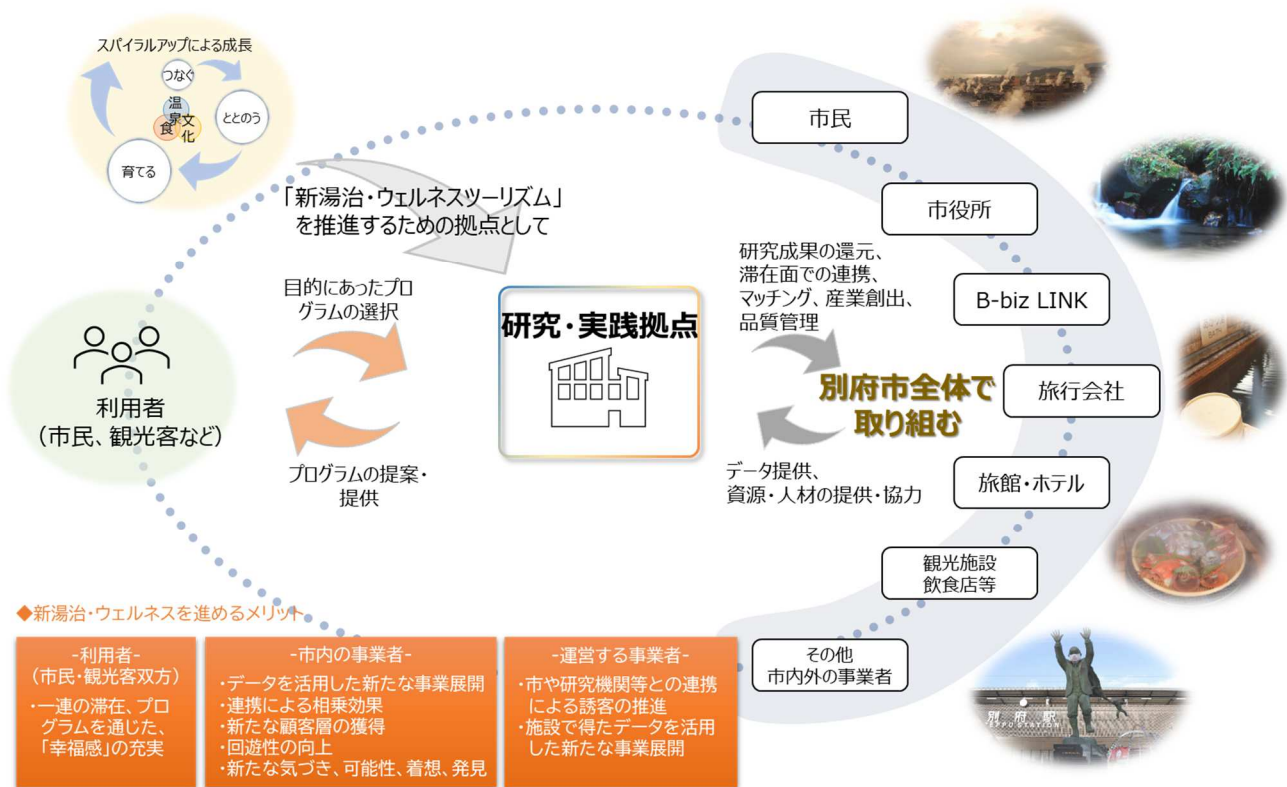 スパイラルアップによる成長
つなぐ
温泉
食
文化
ととのう
育てる
「新湯治・ウェルネスツーリズム」
を推進するための拠点として
目的にあったプロ
グラムの選択
利用者
（市民、観光客など）
プログラムの提案・
提供
研究・実践拠点
研究成果の還元、
滞在面での連携、
マッチング、産業創出、
品質管理
別府市全体で
取り組む
データ提供、
資源・人材の提供・協力
市民
市役所
B-biz LINK
旅行会社
旅館・ホテル
観光施設
飲食店等
その他
市内外の事業者
◆新湯治・ウェルネスを進めるメリット
-利用者-
（市民・観光客双方）
・一連の滞在、プロ
グラムを通じた、
「幸福感」の充実
-市内の事業者-
・データを活用した新たな事業展開
・連携による相乗効果
・新たな顧客層の獲得
・回遊性の向上
・新たな気づき、可能性、着想、発見
-運営する事業者-
・市や研究機関等との連携
による誘客の推進
・施設で得たデータを活用
した新たな事業展開
別府駅